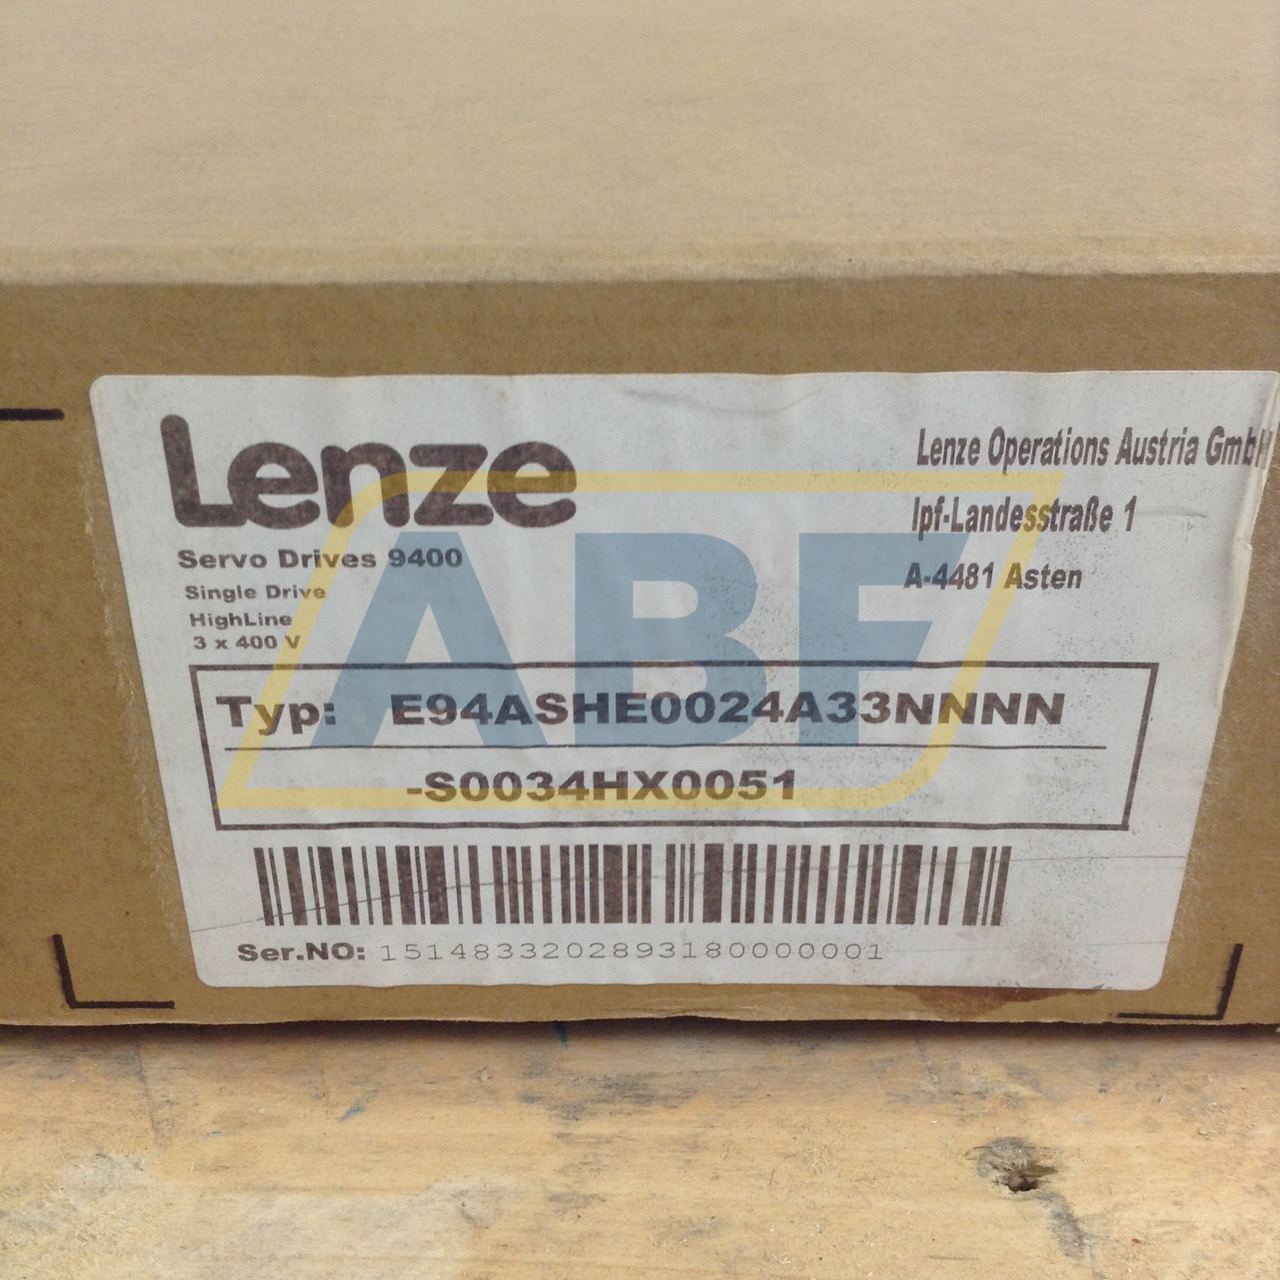 Lenze
Servo Drives 9400
Single Drive
HighLine
3 x 400 V
Lenze Operations Austria GmbH
Ipf-Landesstraße 1
A-4481 Asten
Typ: E94ASHE0024A33NNNN
-S0034HX0051
Ser.NO: 1514833202893180000001
ABF